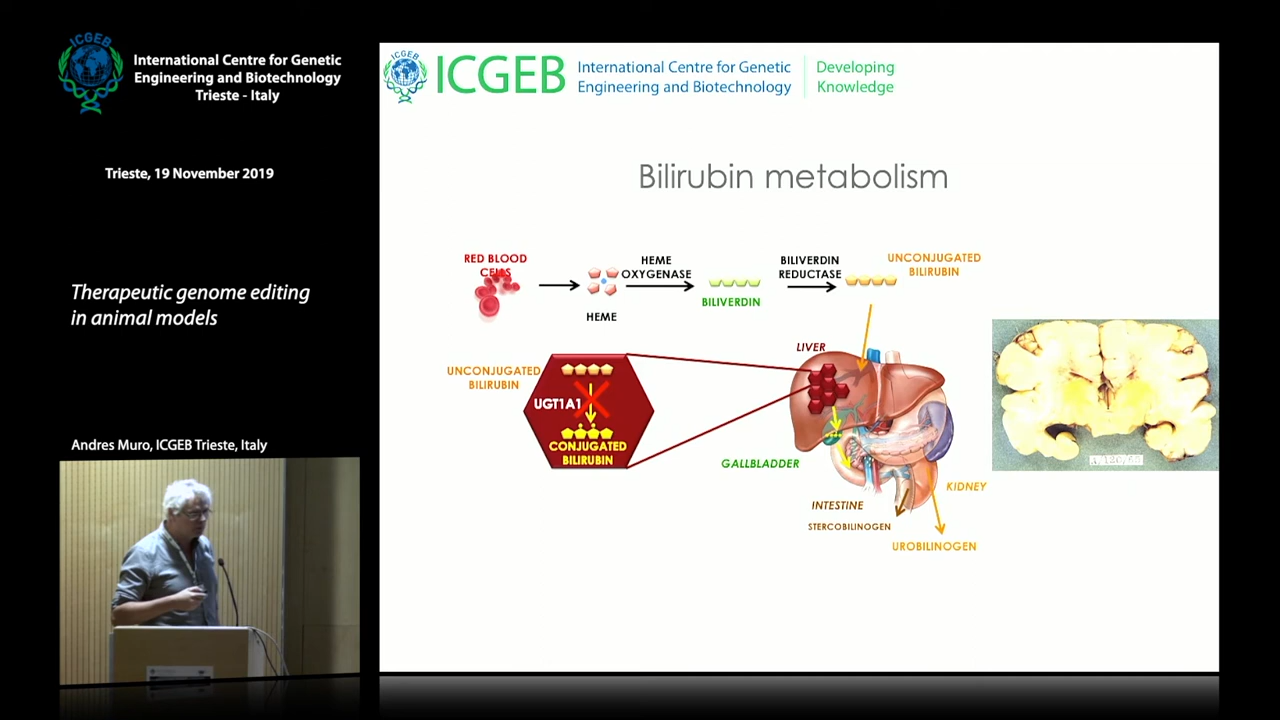 ICGEB
International Centre for Genetic
Engineering and Biotechnology
Trieste - Italy
Trieste, 19 November 2019
Therapeutic genome editing
in animal models
Andres Muro, ICGEB Trieste, Italy
ICGEB
ICGEB
International Centre for Genetic
Engineering and Biotechnology
Developing
Knowledge
Bilirubin metabolism
RED BLOOD
CELLS
HEME
HEME
OXYGENASE
BILIVERDIN
BILIVERDIN
REDUCTASE
UNCONJUGATED
BILIRUBIN
UNCONJUGATED
BILIRUBIN
UGT1A1
CONJUGATED
BILIRUBIN
LIVER
GALLBLADDER
INTESTINE
STERCOBILINOGEN
KIDNEY
UROBILINOGEN